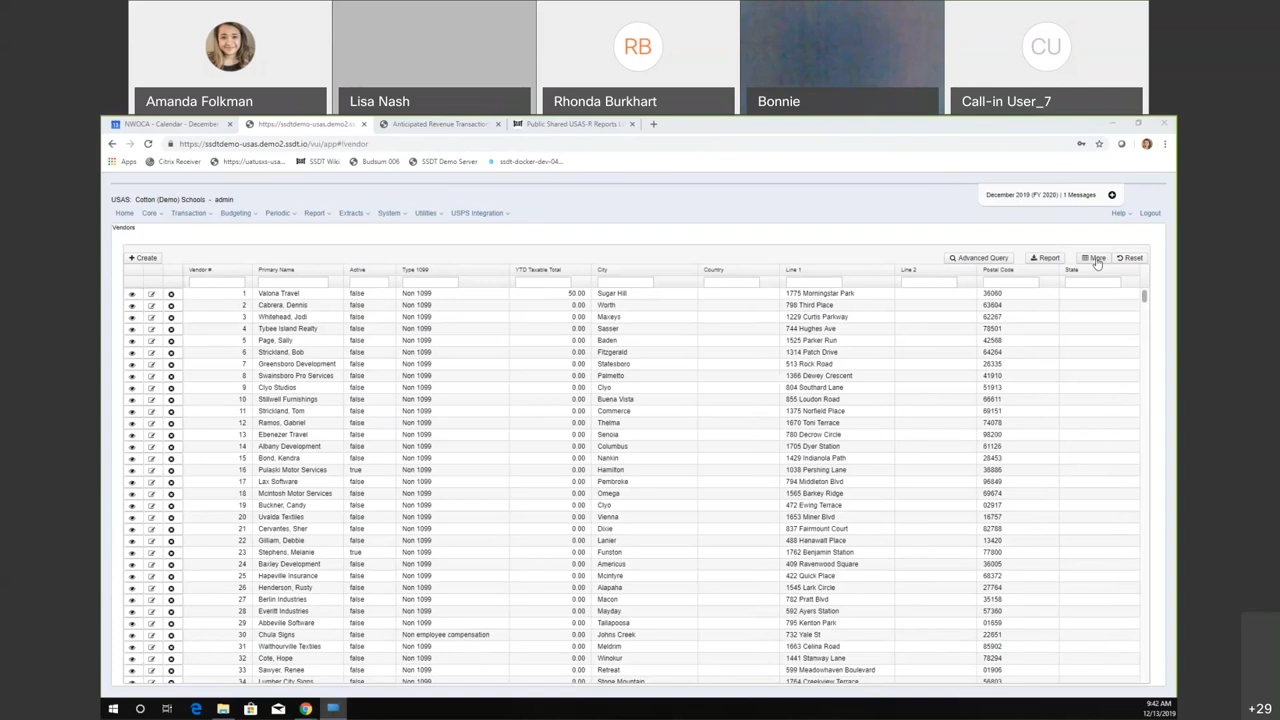 RB
CU
Amanda Folkman
Lisa Nash
Rhonda Burkhart
Bonnie
Call-in User_7
NWOCA - Calendar - Decembe
https://ssdtdemo-usas.demo2.ss
Anticipated Revenue Transactio
Public Shared USAS-R Reports L
https://ssdtdemo-usas.demo2.ssdt.io/vui/app#!vendor
Apps Citrix Receiver https://uatusxs-usa... SSDT Wiki Budsum 006 SSDT Demo Server ssdt-docker-dev-04...
December 2019 (FY 2020) | 1 Messages
USAS: Cotton (Demo) Schools - admin
Home Core Transaction Budgeting Periodic Report Extracts System Utilities USPS Integration Help Logout
Vendors
Create Advanced Query Report More Reset
Vendor # Primary Name Active Type 1099 YTD Taxable Total City Country Line 1 Line 2 Postal Code State
1 Valona Travel false Non 1099 50.00 Sugar Hill 1775 Morningstar Park 36060
2 Cabrera, Dennis false Non 1099 0.00 Worth 798 Third Place 63604
3 Whitehead, Jodi false Non 1099 0.00 Maxeys 1229 Curtis Parkway 62267
4 Tybee Island Realty false Non 1099 0.00 Sasser 744 Hughes Ave 78501
5 Page, Sally false Non 1099 0.00 Baden 1525 Parker Run 42988
6 Strickland, Bob false Non 1099 0.00 Fitzgerald 1314 Patch Drive 64264
7 Greensboro Development false Non 1099 0.00 Statesboro 513 Rock Road 26335
8 Swainsboro Pro Services false Non 1099 0.00 Palmetto 1366 Dewey Crescent 41910
9 Clyo Studios false Non 1099 0.00 Clyo 804 Southard Lane 51913
10 Stillwell Furnishings false Non 1099 0.00 Buena Vista 855 Laurel Road 66611
11 Strickland, Tom false Non 1099 0.00 Commerce 1375 Norfield Place 69151
12 Ramos, Gabriel false Non 1099 0.00 Thelma 1670 Toni Terrace 74078
13 Ebenezer Travel false Non 1099 0.00 Senoia 780 Decrow Circle 98200
14 Albany Development false Non 1099 0.00 Columbus 1705 Dyer Station 61126
15 Bond, Kendra false Non 1099 0.00 Nankin 1429 Indianola Path 28453
16 Pulaski Motor Services true Non 1099 0.00 Hamilton 1038 Pershing Lane 36886
17 Lax Software false Non 1099 0.00 Pembroke 794 Middleton Blvd 96849
18 Mcintosh Motor Services false Non 1099 0.00 Omega 1565 Barkey Ridge 69674
19 Buckner, Candy false Non 1099 0.00 Clyo 472 Ewing Terrace 02917
20 Uvalda Textiles false Non 1099 0.00 Vienna 1653 Miner Blvd 16757
21 Cervantes, Sher false Non 1099 0.00 Dixie 837 Fairmount Court 82788
22 Gilliam, Debbie false Non 1099 0.00 Lanier 488 Hanawalt Place 13420
23 Stephens, Melanie true Non 1099 0.00 Funston 1762 Benjamin Station 77800
24 Baxley Development false Non 1099 0.00 Americus 409 Ravenwood Square 36005
25 Hapeville Insurance false Non 1099 0.00 Mcintyre 422 Quick Place 68372
26 Henderson, Rusty false Non 1099 0.00 Alapaha 1545 Lark Circle 27764
27 Berlin Industries false Non 1099 0.00 Macon 782 Pratt Blvd 35158
28 Everitt Industries false Non 1099 0.00 Mayday 592 Ayers Station 57360
29 Abbeville Software false Non 1099 0.00 Tallapoosa 795 Kenton Park 01659
30 Chula Signs false Non employee compensation 0.00 Johns Creek 732 Yale St 22651
31 Walthourville Textiles false Non 1099 0.00 Meldrim 1663 Celina Road 85902
32 Cote, Hope false Non 1099 0.00 Winokur 1441 Stanway Lane 78294
33 Sawyer, Renee false Non 1099 0.00 Retreat 599 Meadowhaven Boulevard 01906
34 Lumber City Signs false Non 1099 0.00 Stone Mountain 1764 Creekview Terrace 56803
9:42 AM
12/13/2019
+29